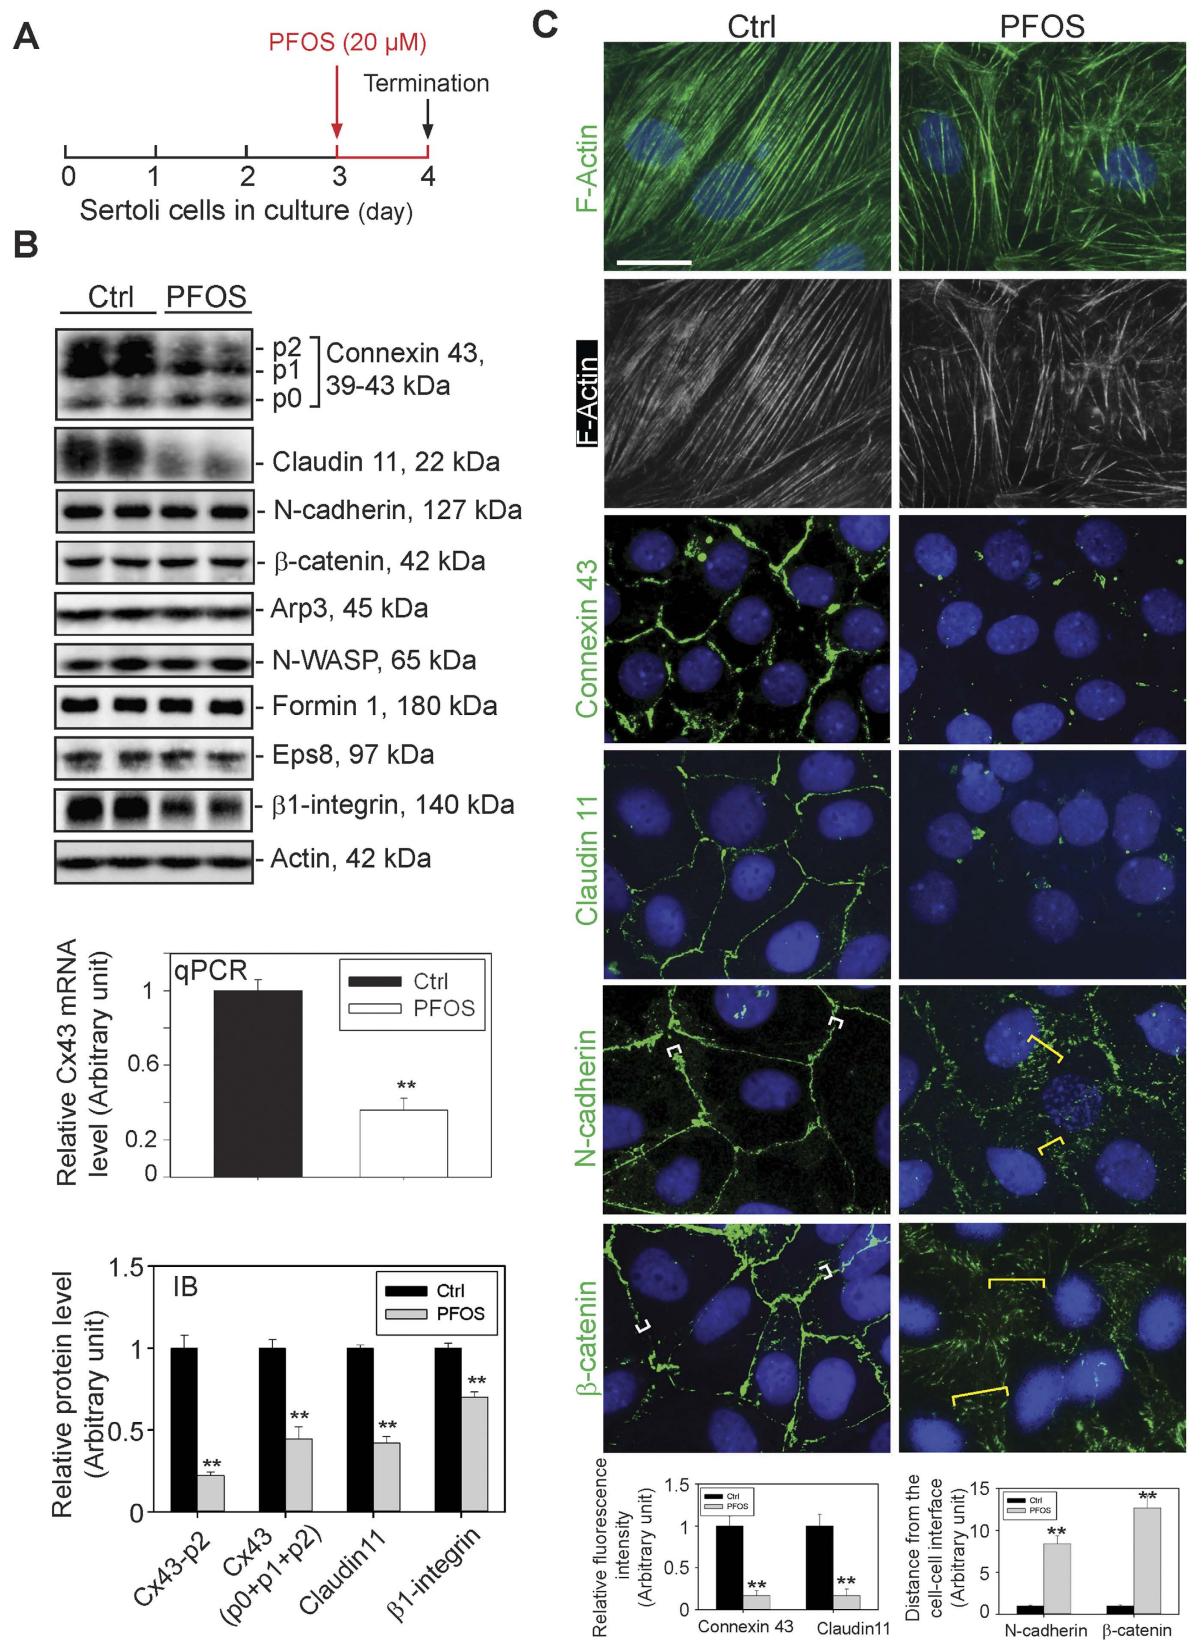 A
PFOS (20 µM)
Termination
0 1 2 3 4
Sertoli cells in culture (day)
B
Ctrl PFOS
p2
p1
p0
Connexin 43,
39-43 kDa
Claudin 11, 22 kDa
N-cadherin, 127 kDa
β-catenin, 42 kDa
Arp3, 45 kDa
N-WASP, 65 kDa
Formin 1, 180 kDa
Eps8, 97 kDa
β1-integrin, 140 kDa
Actin, 42 kDa
Relative Cx43 mRNA
level (Arbitrary unit)
qPCR
Ctrl
PFOS
1
0.6
0.2
0
**
Relative protein level
(Arbitrary unit)
IB
Ctrl
PFOS
1.5
1
0.5
0
**
**
**
**
Cx43-p2
Cx43
(p0+p1+p2)
Claudin11
β1-integrin
C
Ctrl PFOS
F-Actin
F-Actin
Connexin 43
Claudin 11
N-cadherin
β-catenin
Relative fluorescence
intensity
(Arbitrary unit)
1.5
1
0.5
0
Ctrl
PFOS
**
**
Connexin 43 Claudin11
Distance from the
cell-cell interface
(Arbitrary unit)
15
10
5
0
Ctrl
PFOS
**
**
N-cadherin β-catenin